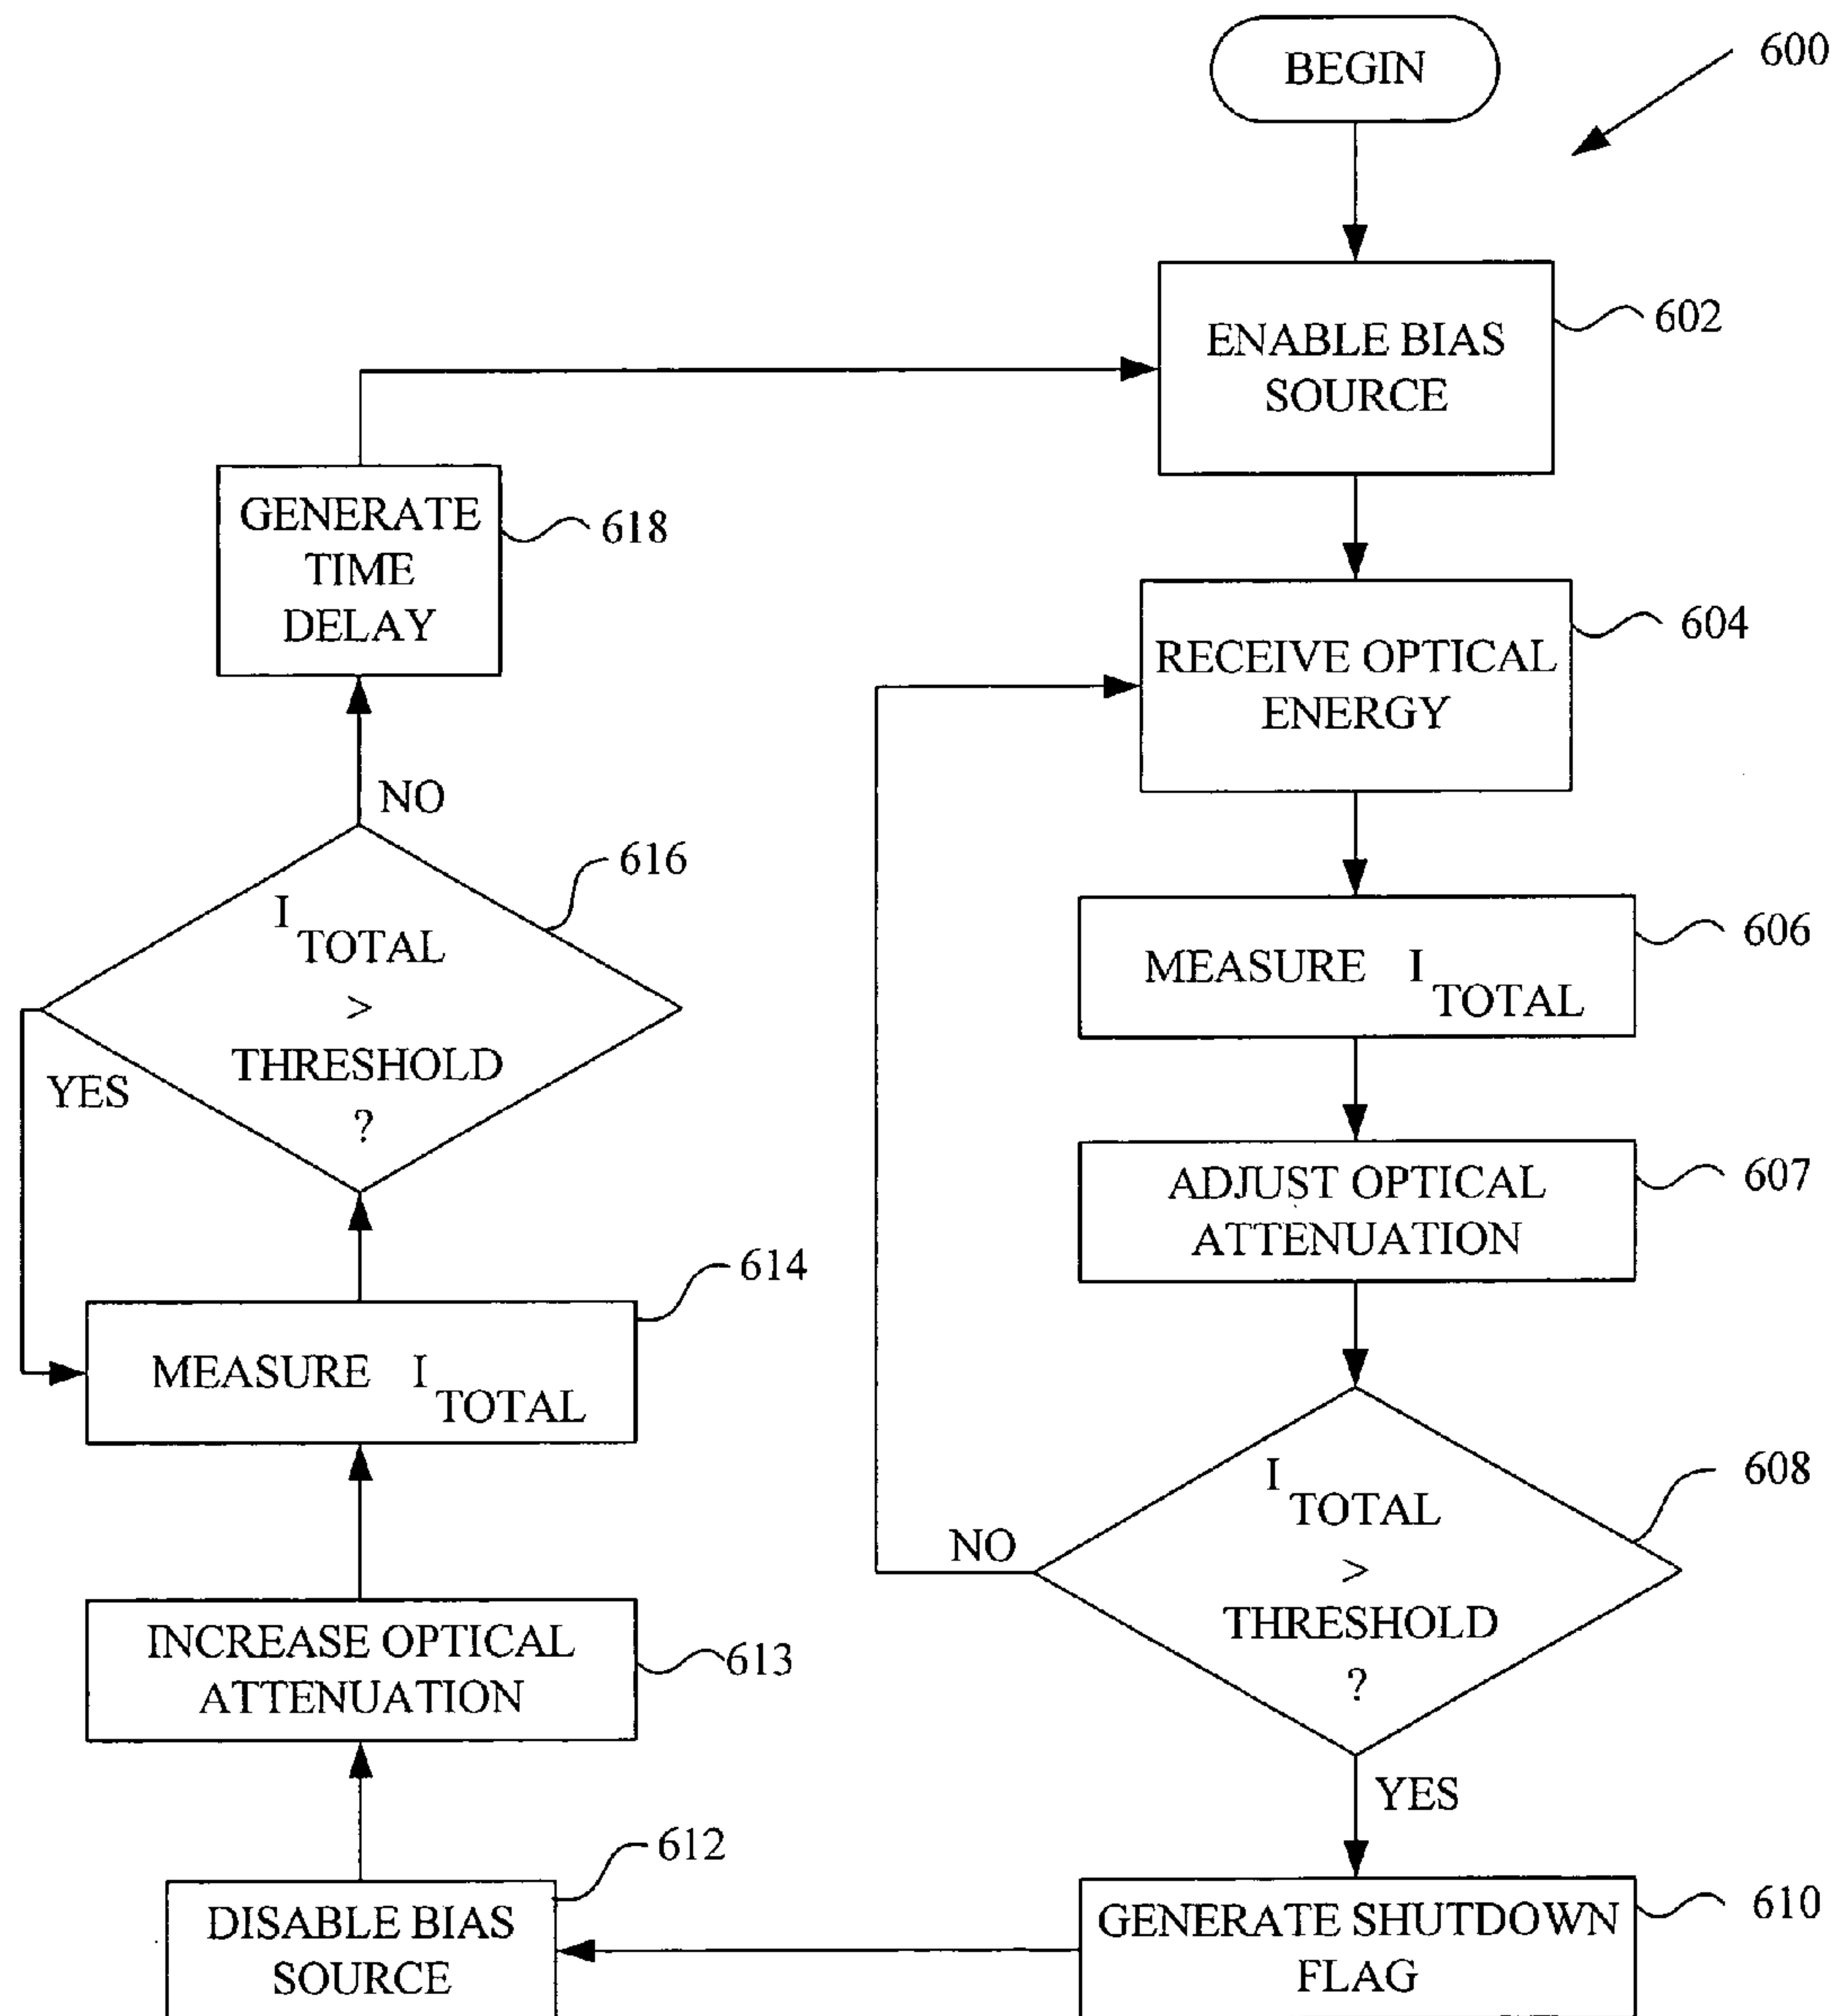 BEGIN
600
ENABLE BIAS
SOURCE
602
GENERATE
TIME
DELAY
618
RECEIVE OPTICAL
ENERGY
604
NO
616
I TOTAL
>
THRESHOLD
?
YES
MEASURE I TOTAL
606
ADJUST OPTICAL
ATTENUATION
607
614
MEASURE I TOTAL
608
I TOTAL
>
THRESHOLD
?
NO
YES
INCREASE OPTICAL
ATTENUATION
613
612
DISABLE BIAS
SOURCE
GENERATE SHUTDOWN
FLAG
610